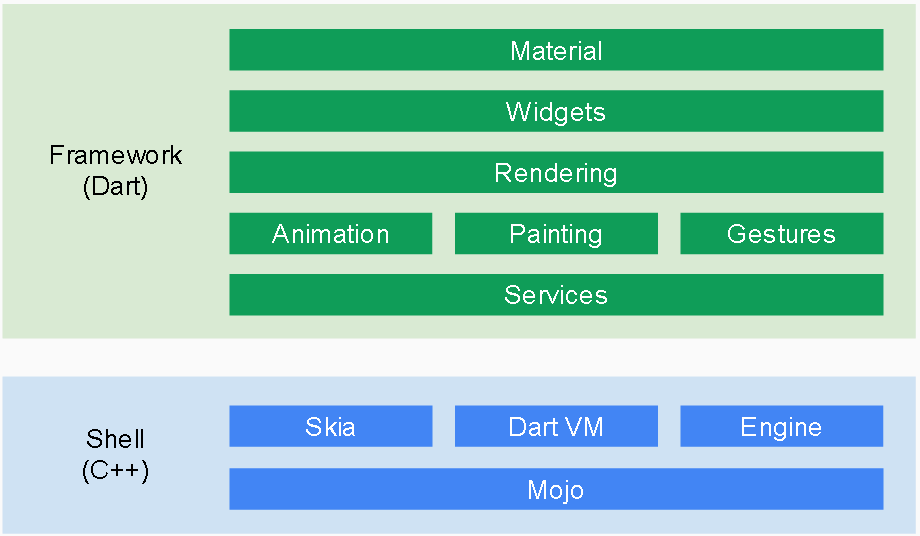 Material
Widgets
Framework
(Dart)
Rendering
Animation Painting Gestures
Services
Shell
(C++)
Skia Dart VM Engine
Mojo